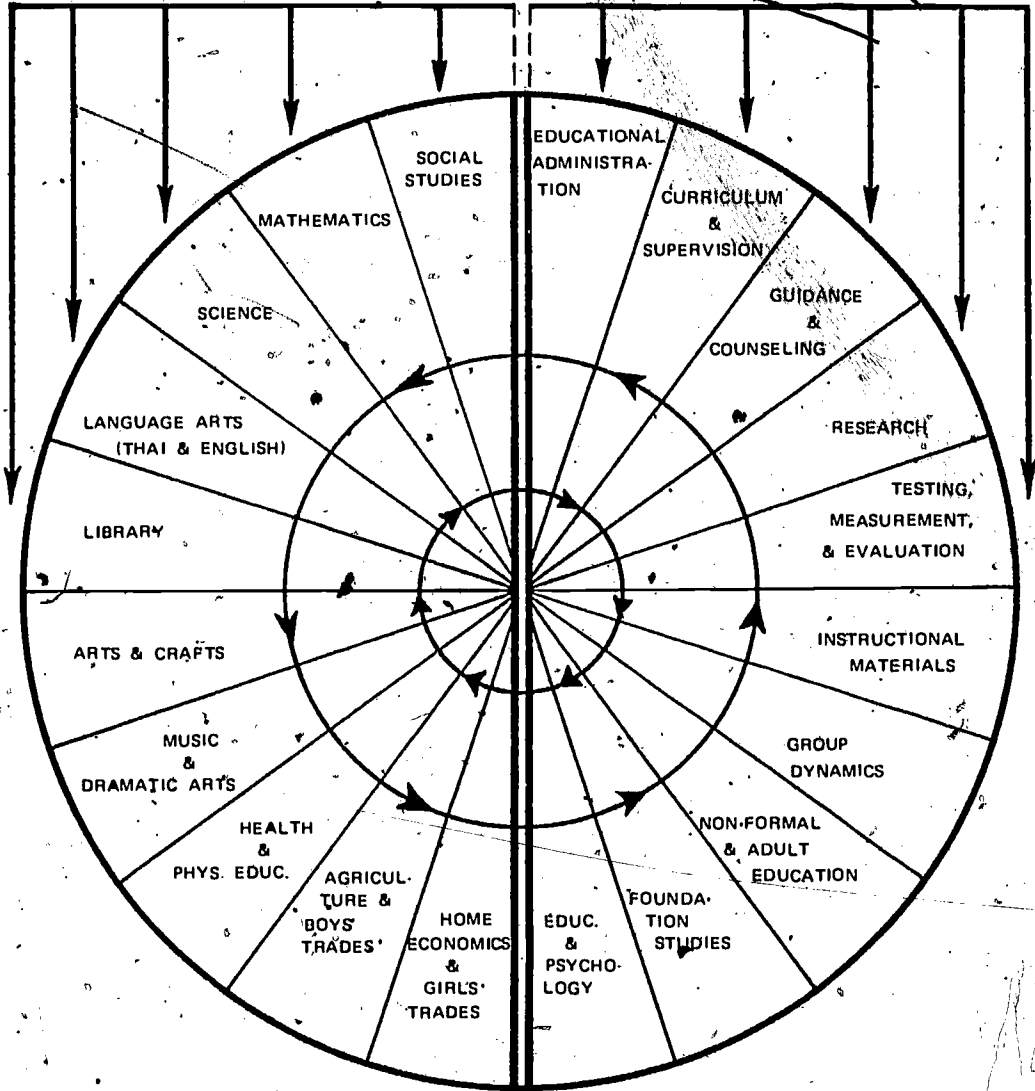 SOCIAL
STUDIES
MATHEMATICS
SCIENCE
LANGUAGE ARTS
(THAI & ENGLISH)
LIBRARY
ARTS & CRAFTS
MUSIC
&
DRAMATIC ARTS
HEALTH
&
PHYS. EDUC.
AGRICUL-
TURE &
BOYS'
TRADES
HOME
ECONOMICS
&
GIRLS'
TRADES
EDUCATIONAL
ADMINISTRA-
TION
CURRICULUM
&
SUPERVISION
GUIDANCE
&
COUNSELING
RESEARCH
TESTING,
MEASUREMENT,
& EVALUATION
INSTRUCTIONAL
MATERIALS
GROUP
DYNAMICS
NON-FORMAL
& ADULT
EDUCATION
FOUNDA-
TION
STUDIES
EDUC.
&
PSYCHO-
LOGY